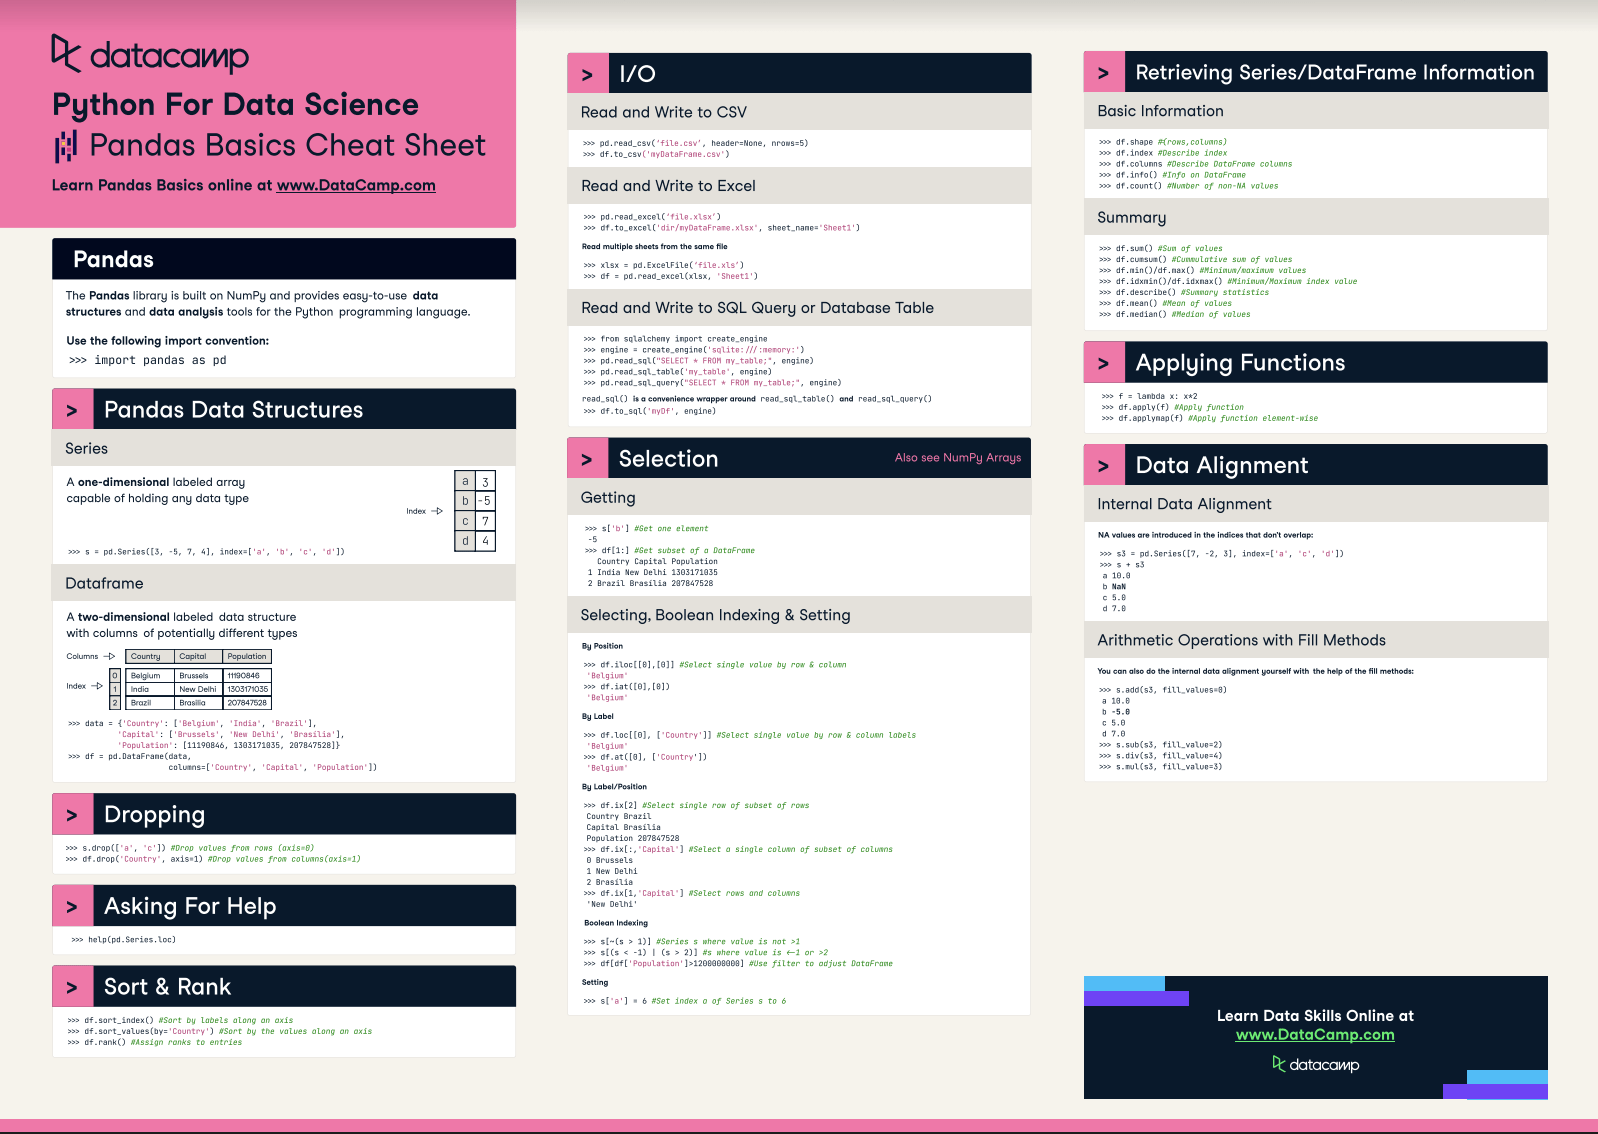 datacamp
Python For Data Science
Pandas Basics Cheat Sheet
Learn Pandas Basics online at www.DataCamp.com
Pandas
The Pandas library is built on NumPy and provides easy-to-use data
structures and data analysis tools for the Python programming language.
Use the following import convention:
>>> import pandas as pd
> Pandas Data Structures
Series
A one-dimensional labeled array
capable of holding any data type
Index
a 3
b -5
c 7
d 4
>>> s = pd.Series([3, -5, 7, 4], index=['a', 'b', 'c', 'd'])
Dataframe
A two-dimensional labeled data structure
with columns of potentially different types
Columns Country Capital Population
Index
0 Belgium Brussels 11190846
1 India New Delhi 1303171035
2 Brazil Brasilia 207847528
>>> data = {'Country': ['Belgium', 'India', 'Brazil'],
'Capital': ['Brussels', 'New Delhi', 'Brasília'],
'Population': [11190846, 1303171035, 207847528]}
>>> df = pd.DataFrame(data,
columns=['Country', 'Capital', 'Population'])
> Dropping
>>> s.drop(['a', 'c']) #Drop values from rows (axis=0)
>>> df.drop('Country', axis=1) #Drop values from columns(axis=1)
> Asking For Help
>>> help(pd.Series.loc)
> Sort & Rank
>>> df.sort_index() #Sort by labels along an axis
>>> df.sort_values(by='Country') #Sort by the values along an axis
>>> df.rank() #Assign ranks to entries
> I/O
Read and Write to CSV
>>> pd.read_csv('file.csv', header=None, nrows=5)
>>> df.to_csv('myDataFrame.csv')
Read and Write to Excel
>>> pd.read_excel('file.xlsx')
>>> df.to_excel('dir/myDataFrame.xlsx', sheet_name='Sheet1')
Read multiple sheets from the same file
>>> xlsx = pd.ExcelFile('file.xls')
>>> df = pd.read_excel(xlsx, 'Sheet1')
Read and Write to SQL Query or Database Table
>>> from sqlalchemy import create_engine
>>> engine = create_engine('sqlite:///:memory:')
>>> pd.read_sql("SELECT * FROM my_table;", engine)
>>> pd.read_sql_table('my_table', engine)
>>> pd.read_sql_query("SELECT * FROM my_table;", engine)
read_sql() is a convenience wrapper around read_sql_table() and read_sql_query()
>>> df.to_sql('myDf', engine)
> Selection Also see NumPy Arrays
Getting
>>> s['b'] #Get one element
-5
>>> df[1:] #Get subset of a DataFrame
Country Capital Population
1 India New Delhi 1303171035
2 Brazil Brasília 207847528
Selecting, Boolean Indexing & Setting
By Position
>>> df.iloc[[0],[0]] #Select single value by row & column
'Belgium'
>>> df.iat([0],[0])
'Belgium'
By Label
>>> df.loc[[0], ['Country']] #Select single value by row & column labels
'Belgium'
>>> df.at([0], ['Country'])
'Belgium'
By Label/Position
>>> df.ix[2] #Select single row of subset of rows
Country Brazil
Capital Brasília
Population 207847528
>>> df.ix[:,'Capital'] #Select a single column of subset of columns
0 Brussels
1 New Delhi
2 Brasília
>>> df.ix[1,'Capital'] #Select rows and columns
'New Delhi'
Boolean Indexing
>>> s[~(s > 1)] #Series s where value is not >1
>>> s[(s < -1) | (s > 2)] #s where value is <-1 or >2
>>> df[df['Population']>1200000000] #Use filter to adjust DataFrame
Setting
>>> s['a'] = 6 #Set index a of Series s to 6
> Retrieving Series/DataFrame Information
Basic Information
>>> df.shape #(rows,columns)
>>> df.index #Describe index
>>> df.columns #Describe DataFrame columns
>>> df.info() #Info on DataFrame
>>> df.count() #Number of non-NA values
Summary
>>> df.sum() #Sum of values
>>> df.cumsum() #Cummulative sum of values
>>> df.min()/df.max() #Minimum/maximum values
>>> df.idxmin()/df.idxmax() #Minimum/Maximum index value
>>> df.describe() #Summary statistics
>>> df.mean() #Mean of values
>>> df.median() #Median of values
> Applying Functions
>>> f = lambda x: x*2
>>> df.apply(f) #Apply function
>>> df.applymap(f) #Apply function element-wise
> Data Alignment
Internal Data Alignment
NA values are introduced in the indices that don't overlap:
>>> s3 = pd.Series([7, -2, 3], index=['a', 'c', 'd'])
>>> s + s3
a 10.0
b NaN
c 5.0
d 7.0
Arithmetic Operations with Fill Methods
You can also do the internal data alignment yourself with the help of the fill methods:
>>> s.add(s3, fill_values=0)
a 10.0
b -5.0
c 5.0
d 7.0
>>> s.sub(s3, fill_value=2)
>>> s.div(s3, fill_value=4)
>>> s.mul(s3, fill_value=3)
Learn Data Skills Online at
www.DataCamp.com
datacamp